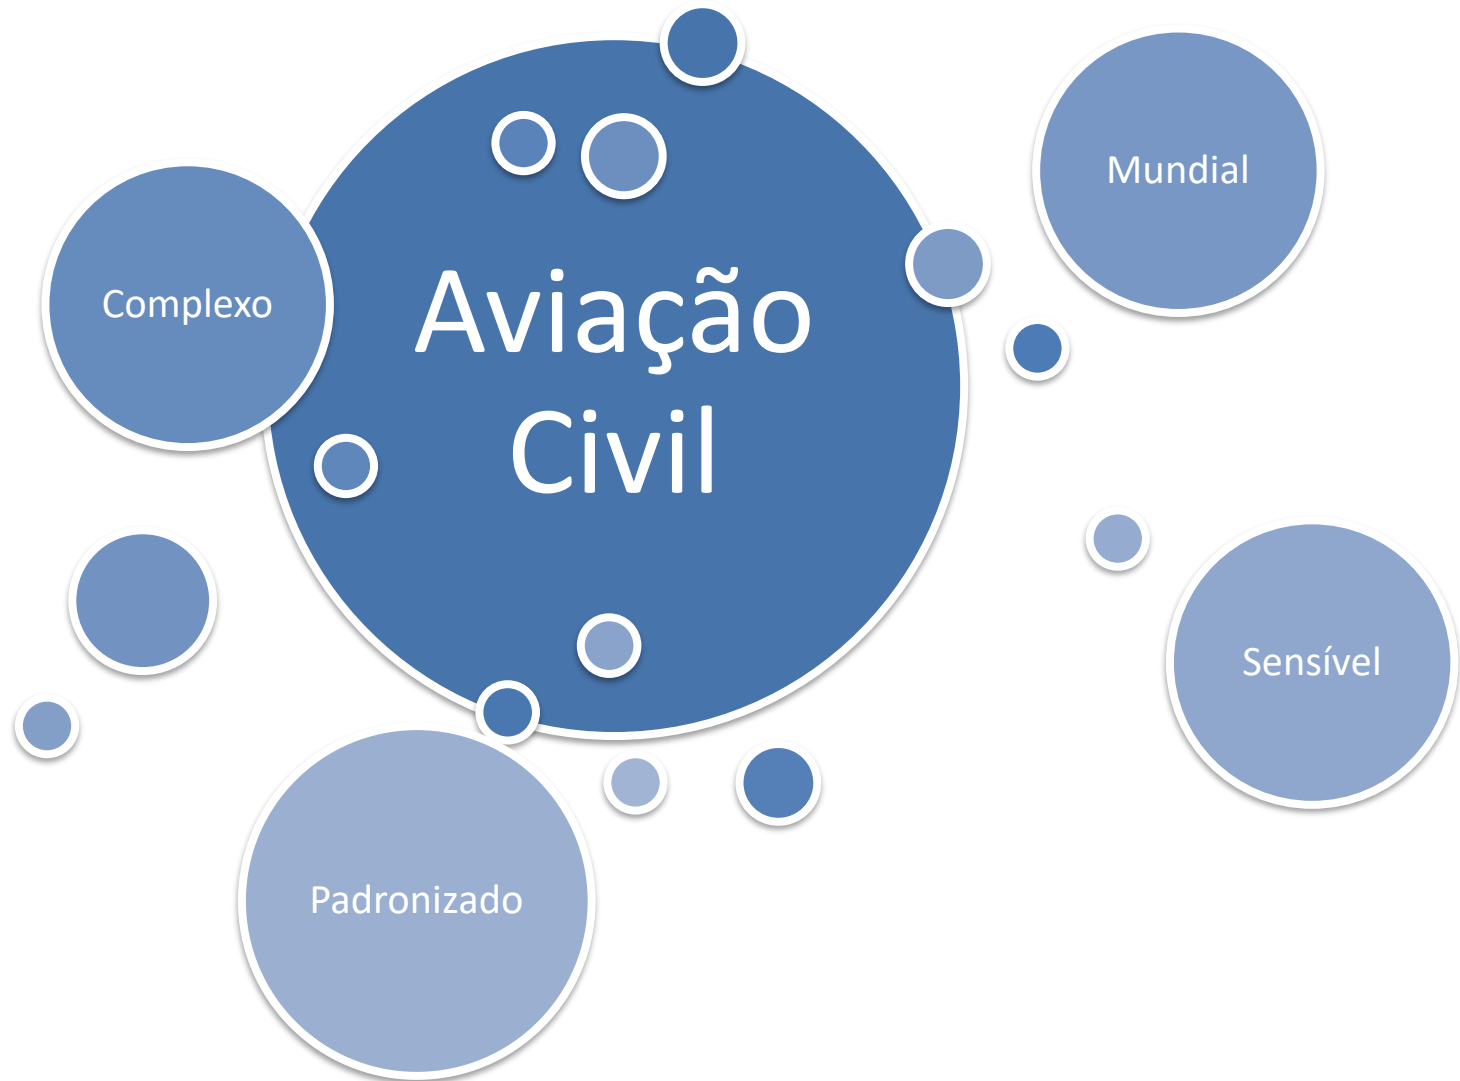 Mundial
Complexo
Aviação
Civil
Sensível
Padronizado